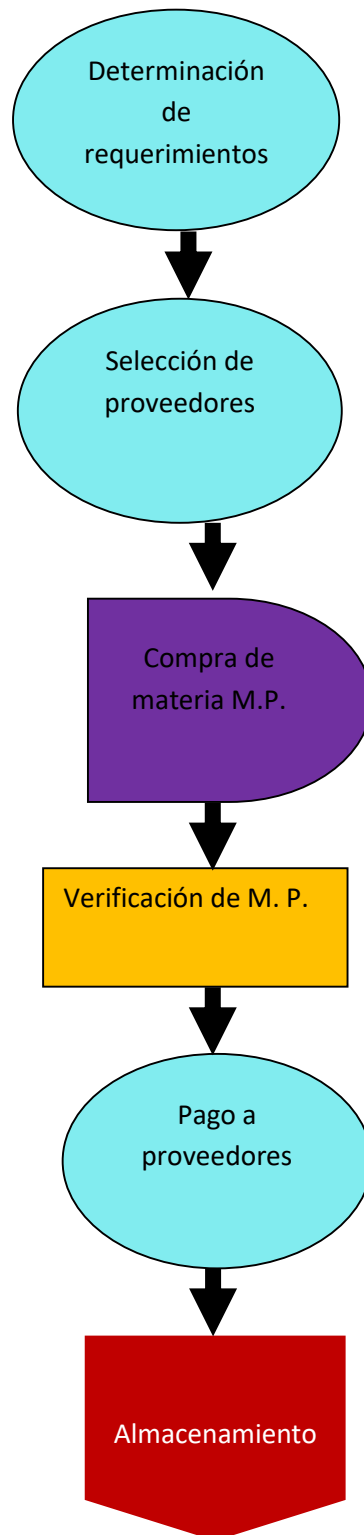 Determinación
de
requerimientos
Selección de
proveedores
Compra de
materia M.P.
Verificación de M. P.
Pago a
proveedores
Almacenamiento